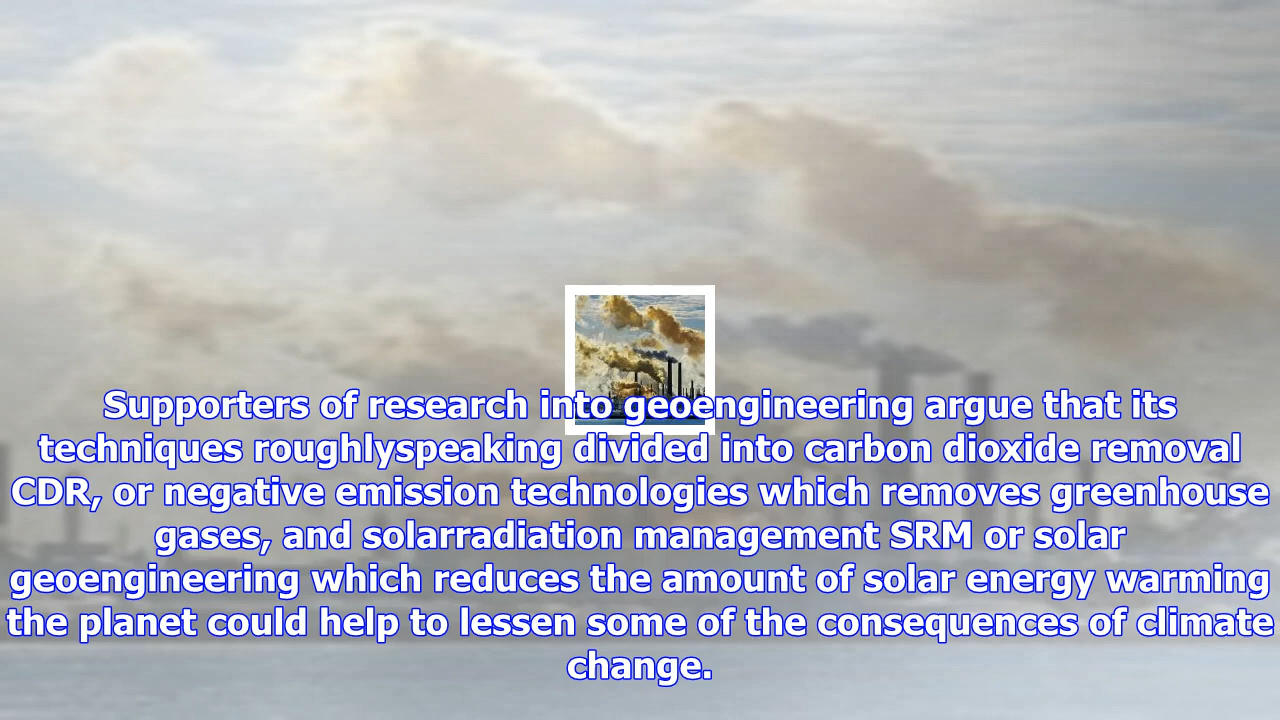 Supporters of research into geoengineering argue that its
techniques roughlyspeaking divided into carbon dioxide removal
CDR, or negative emission technologies which removes greenhouse
gases, and solarradiation management SRM or solar
geoengineering which reduces the amount of solar energy warming
the planet could help to lessen some of the consequences of climate
change.